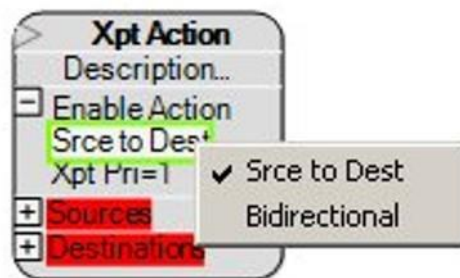 Xpt Action
Description...
Enable Action
Srce to Dest
Xpt Pri=1
Sources
Destinations
Srce to Dest
Bidirectional